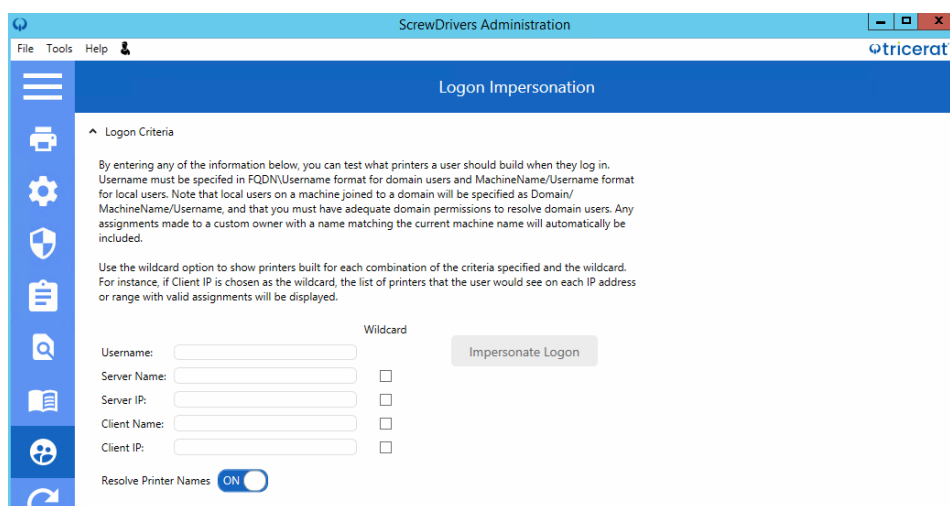 ScrewDrivers Administration
File Tools Help
tricerat
Logon Impersonation
Logon Criteria
By entering any of the information below, you can test what printers a user should build when they log in.
Username must be specifed in FQDN\Username format for domain users and MachineName/Username format
for local users. Note that local users on a machine joined to a domain will be specified as Domain/
MachineName/Username, and that you must have adequate domain permissions to resolve domain users. Any
assignments made to a custom owner with a name matching the current machine name will automatically be
included.
Use the wildcard option to show printers built for each combination of the criteria specified and the wildcard.
For instance, if Client IP is chosen as the wildcard, the list of printers that the user would see on each IP address
or range with valid assignments will be displayed.
Wildcard
Username:
Impersonate Logon
Server Name:
Server IP:
Client Name:
Client IP:
Resolve Printer Names ON